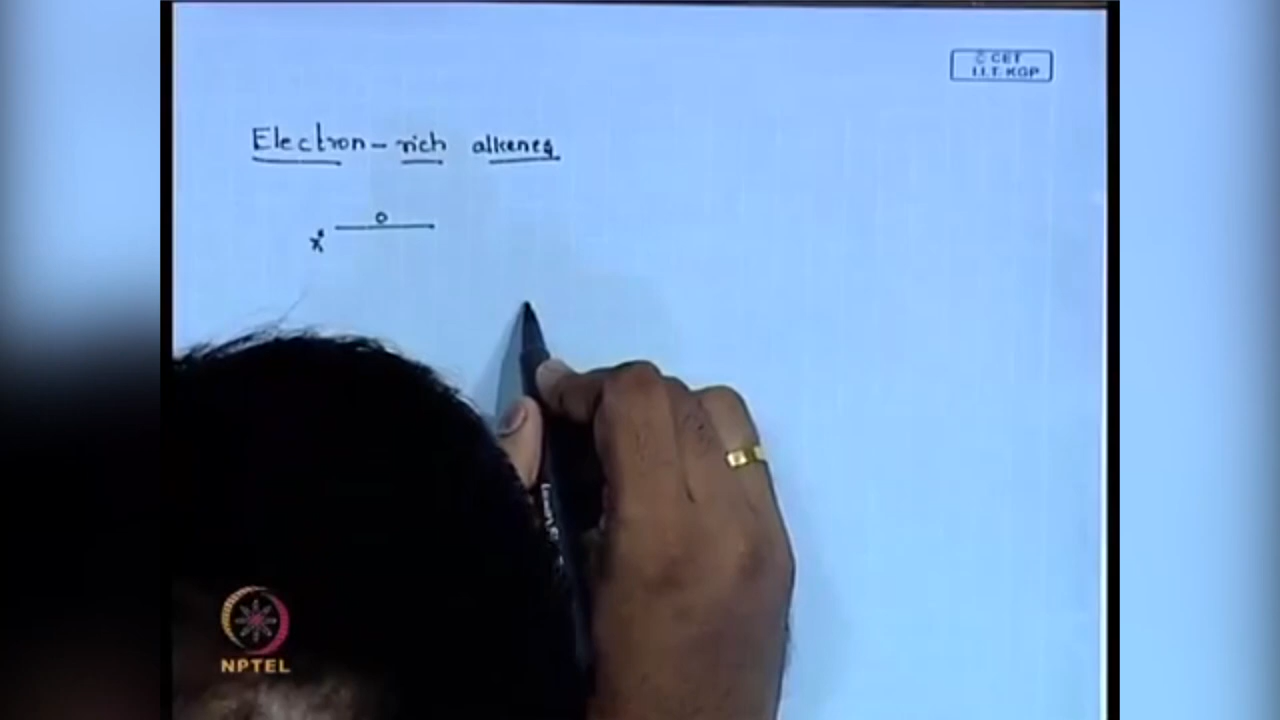 © CET
I.I.T. KGP
Electron-rich alkenes
π*
NPTEL